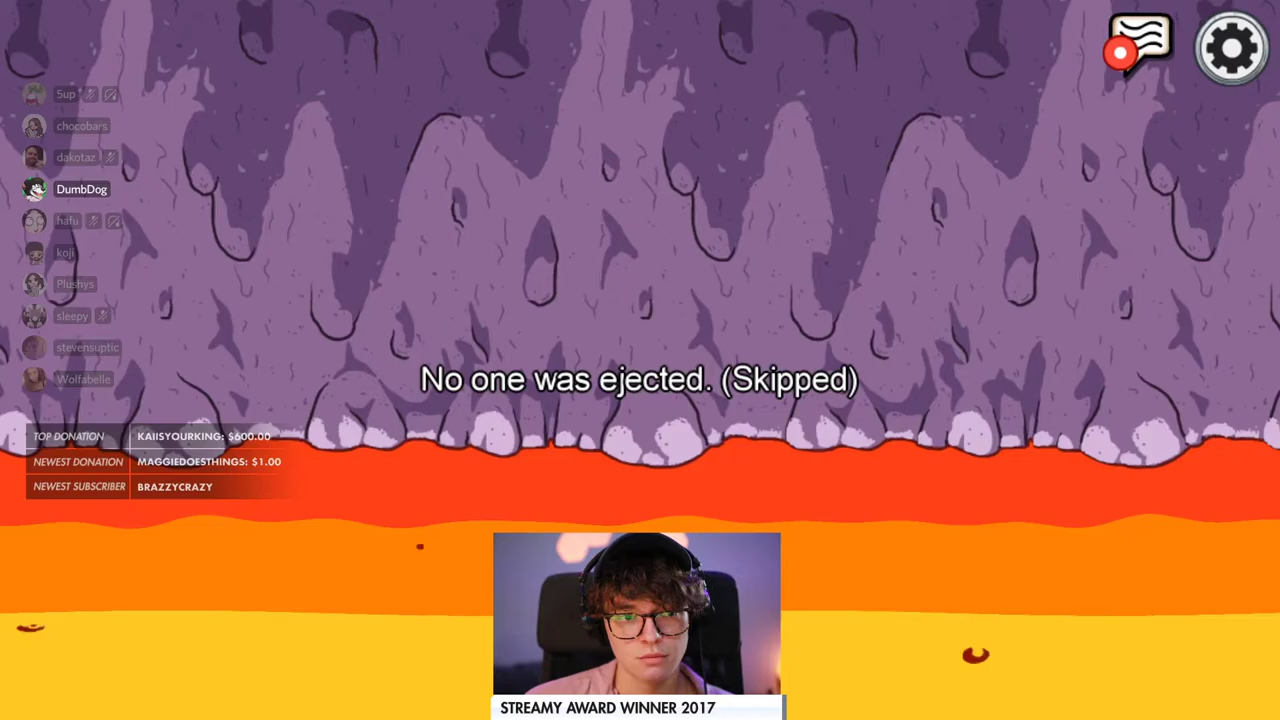 5up
chocobars
dakotaz
DumbDog
hafu
koji
Plushys
sleepy
stevensuptic
Wolfabelle
No one was ejected. (Skipped)
TOP DONATION KAIISYOURKING: $600.00
NEWEST DONATION MAGGIEDOESTHINGS: $1.00
NEWEST SUBSCRIBER BRAZZYCRAZY
STREAMY AWARD WINNER 2017